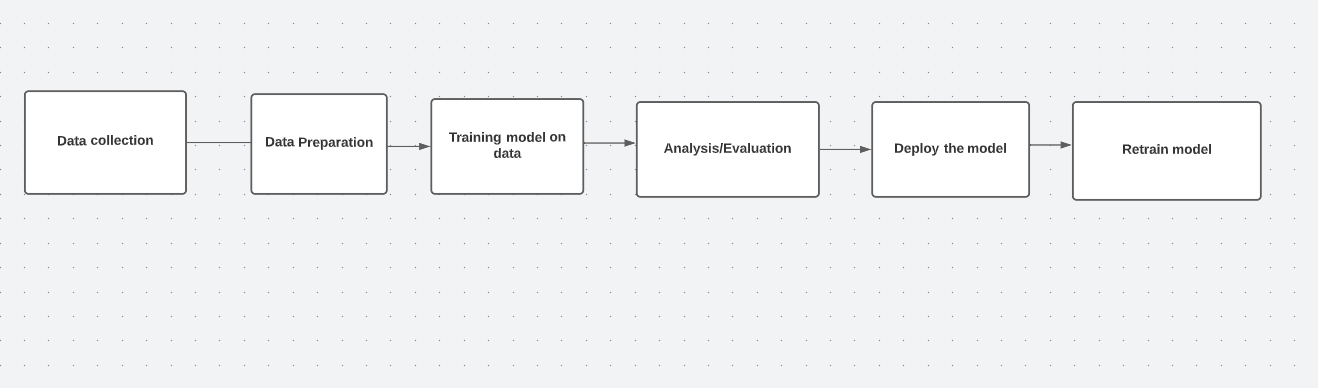 Data collection
Data Preparation
Training model on
data
Analysis/Evaluation
Deploy the model
Retrain model